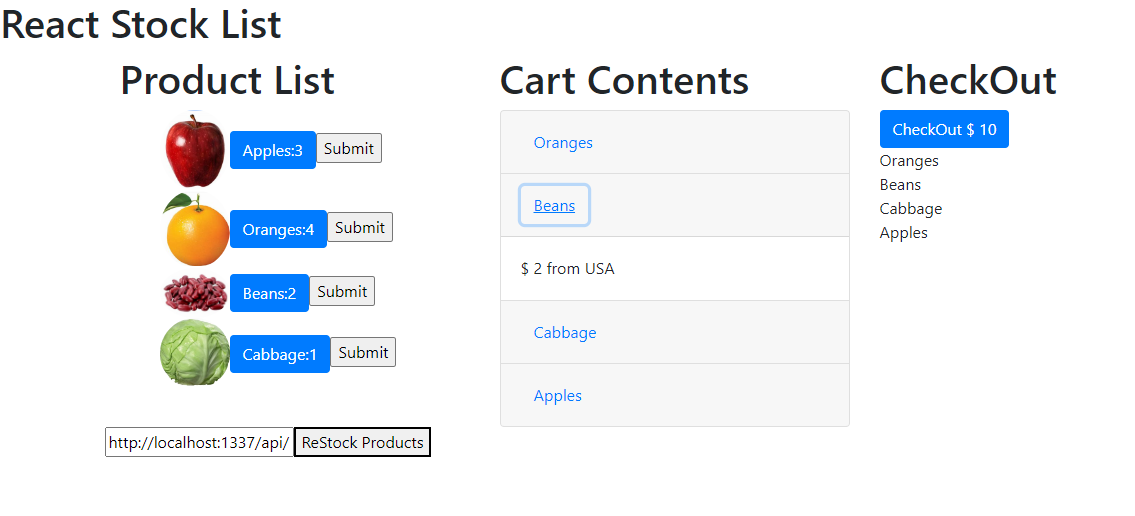 React Stock List
Product List
Apples:3 Submit
Oranges:4 Submit
Beans:2 Submit
Cabbage:1 Submit
http://localhost:1337/api/ ReStock Products
Cart Contents
Oranges
Beans
$ 2 from USA
Cabbage
Apples
CheckOut
CheckOut $ 10
Oranges
Beans
Cabbage
Apples